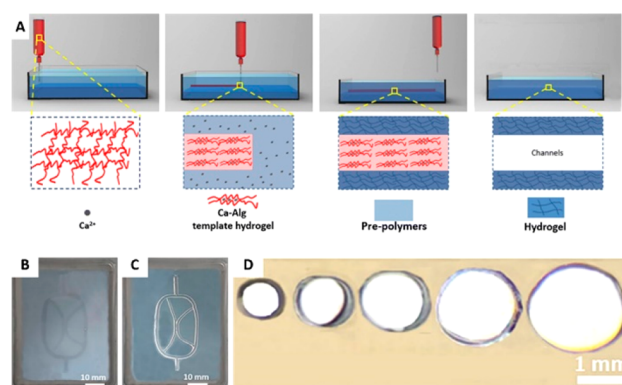 A
Channels
Ca²⁺
Ca-Alg
template hydrogel
Pre-polymers
Hydrogel
B
10 mm
C
10 mm
D
1 mm